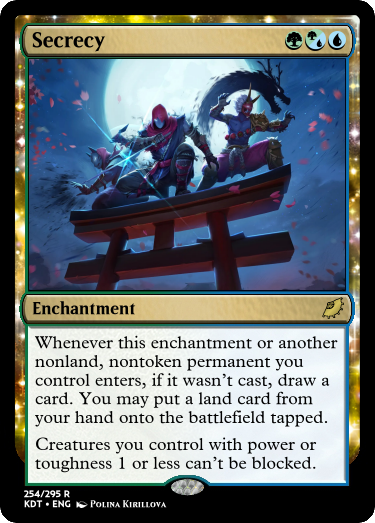 Secrecy
Enchantment
Whenever this enchantment or another
nonland, nontoken permanent you
control enters, if it wasn't cast, draw a
card. You may put a land card from
your hand onto the battlefield tapped.
Creatures you control with power or
toughness 1 or less can't be blocked.
254/295 R
KDT • ENG Polina Kirillova